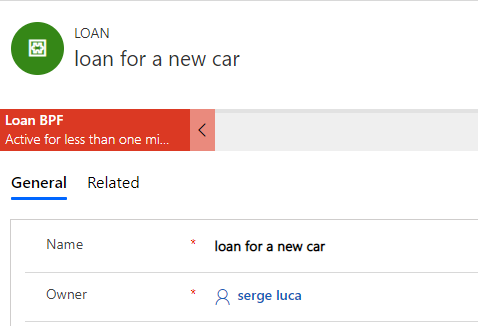 LOAN
loan for a new car
Loan BPF
Active for less than one mi...
General Related
Name * loan for a new car
Owner * serge luca